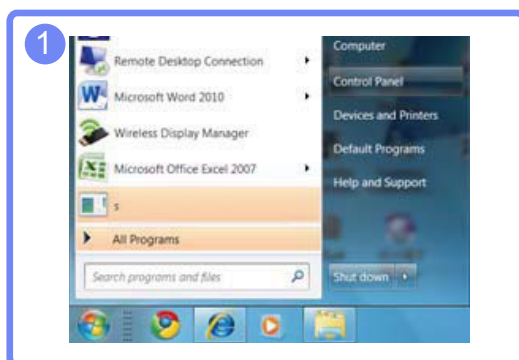 1
Remote Desktop Connection
Microsoft Word 2010
Wireless Display Manager
Microsoft Office Excel 2007
s
All Programs
Search programs and files
Computer
Control Panel
Devices and Printers
Default Programs
Help and Support
Shut down